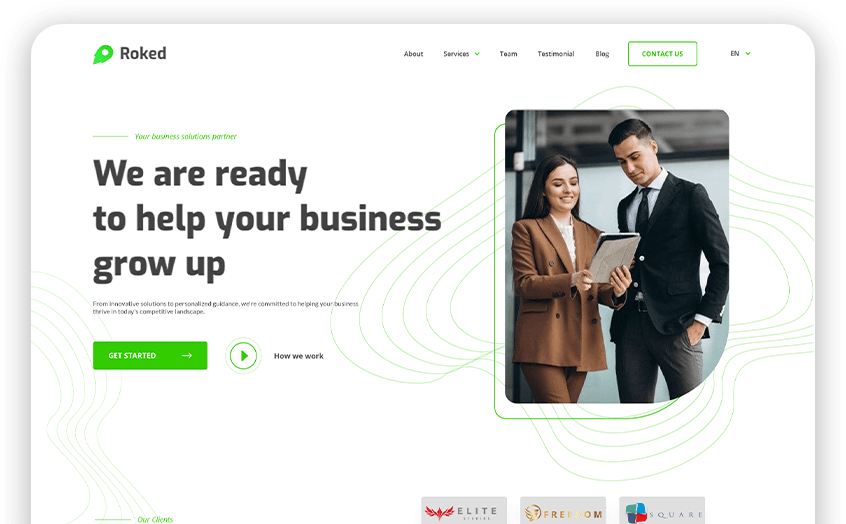 Roked
About
Services
Team
Testimonial
Blog
CONTACT US
EN
Your business solutions partner
We are ready
to help your business
grow up
From innovative solutions to personalized guidance, we're committed to helping your business
thrive in today's competitive landscape.
GET STARTED
How we work
Our Clients
ELITE
STUDIOS
FREEDOM
SQUARE